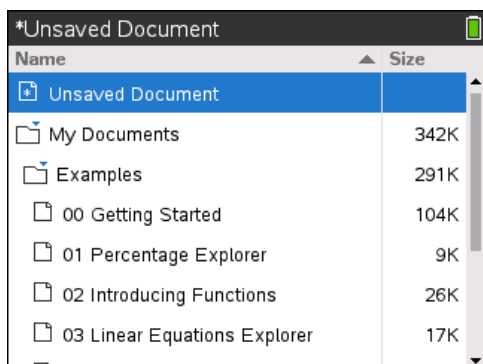 *Unsaved Document
Name Size
Unsaved Document
My Documents 342K
Examples 291K
00 Getting Started 104K
01 Percentage Explorer 9K
02 Introducing Functions 26K
03 Linear Equations Explorer 17K